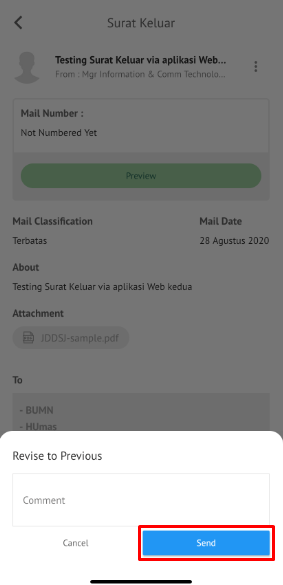 Surat Keluar
Testing Surat Keluar via aplikasi Web...
From : Mgr Information & Comm Technolo...
Mail Number :
Not Numbered Yet
Preview
Mail Classification
Mail Date
Terbatas
28 Agustus 2020
About
Testing Surat Keluar via aplikasi Web kedua
Attachment
JDDSI-sample.pdf
To
- BUMN
- HUmas
Revise to Previous
Comment
Cancel
Send